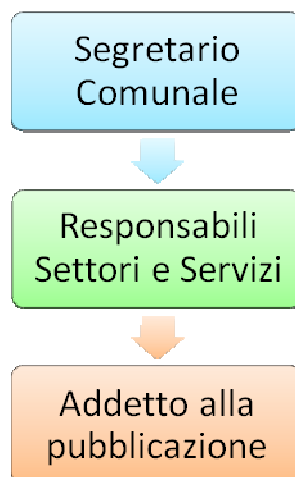 Segretario
Comunale
Responsabili
Settori e Servizi
Addetto alla
pubblicazione